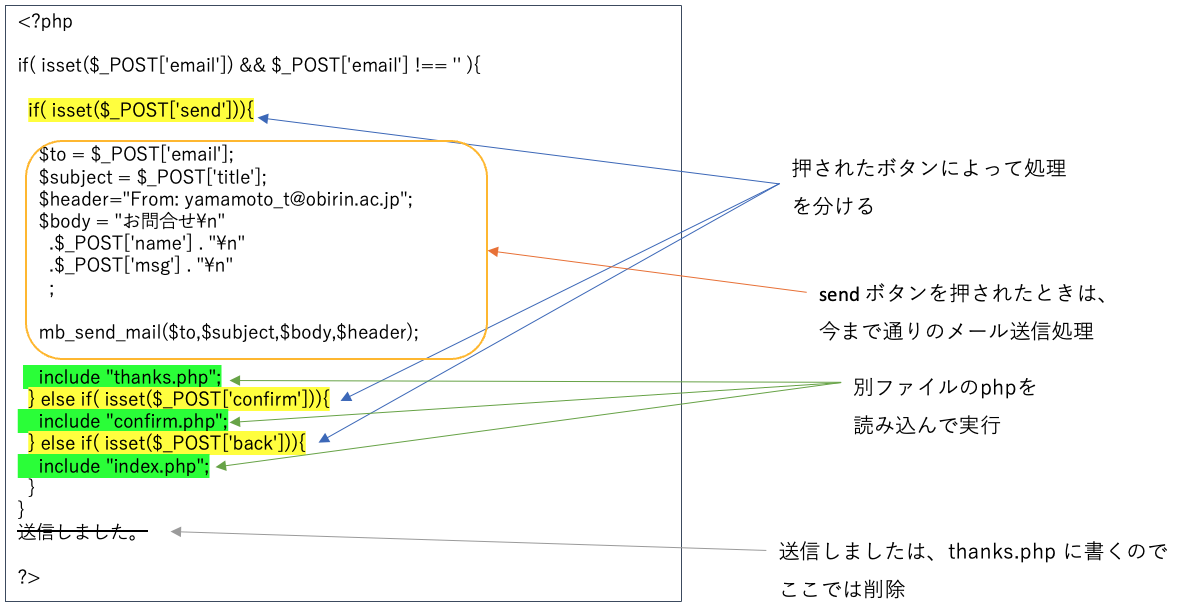 <?php
if( isset($_POST['email']) && $_POST['email'] !== '' ){
if( isset($_POST['send'])){
$to = $_POST['email'];
$subject = $_POST['title'];
$header="From: yamamoto_t@obirin.ac.jp";
$body = "お問合せ¥n"
.$_POST['name'] . "¥n"
.$_POST['msg'] . "¥n"
;
mb_send_mail($to,$subject,$body,$header);
include "thanks.php";
} else if( isset($_POST['confirm'])){
include "confirm.php";
} else if( isset($_POST['back'])){
include "index.php";
}
}
送信しました。
?>
押されたボタンによって処理
を分ける
send ボタンを押されたときは、
今まで通りのメール送信処理
別ファイルのphpを
読み込んで実行
送信しましたは、thanks.php に書くので
ここでは削除